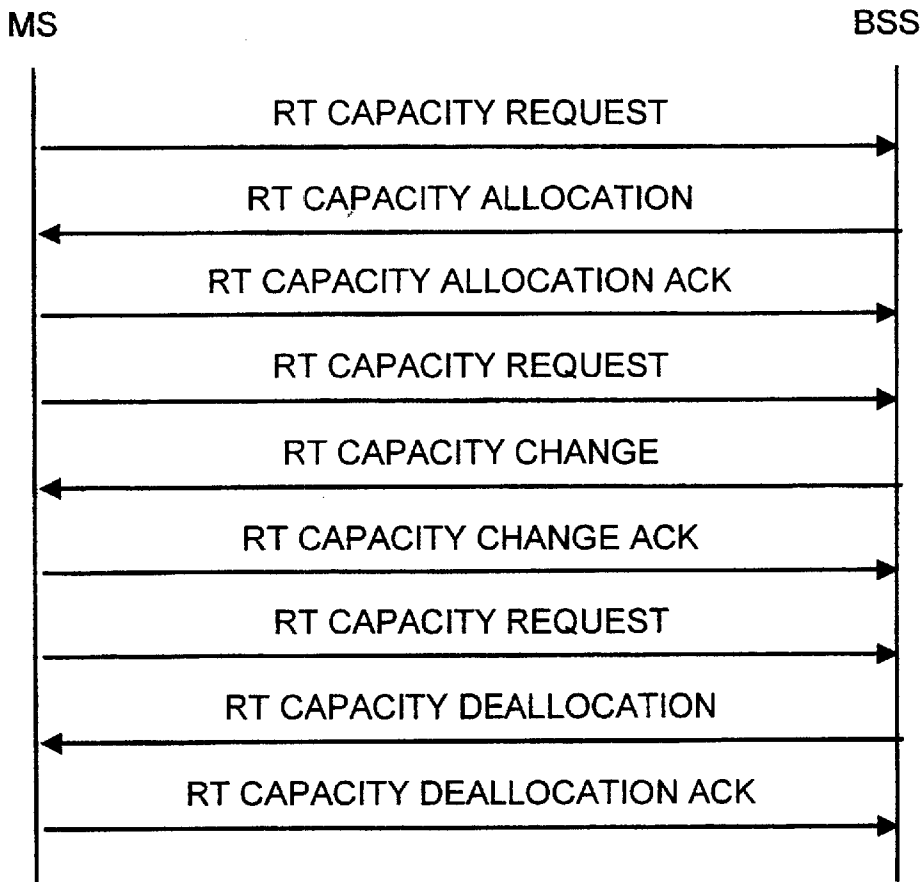 MS
BSS
RT CAPACITY REQUEST
RT CAPACITY ALLOCATION
RT CAPACITY ALLOCATION ACK
RT CAPACITY REQUEST
RT CAPACITY CHANGE
RT CAPACITY CHANGE ACK
RT CAPACITY REQUEST
RT CAPACITY DEALLOCATION
RT CAPACITY DEALLOCATION ACK